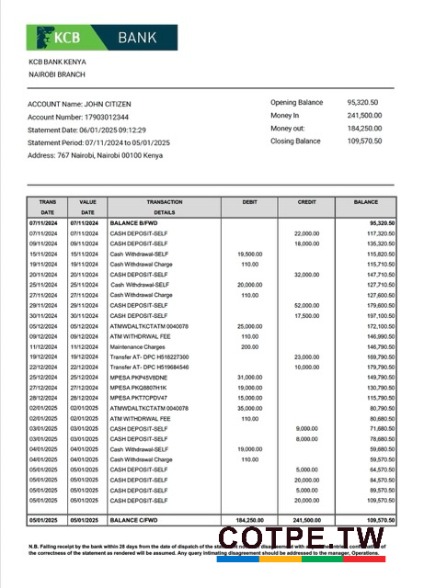 KCB BANK
KCB BANK KENYA
NAIROBI BRANCH
ACCOUNT Name: JOHN CITIZEN
Account Number: 17903012344
Statement Date: 06/01/2025 09:12:29
Statement Period: 07/11/2024 to 05/01/2025
Address: 767 Nairobi, Nairobi 00100 Kenya
Opening Balance 95,320.50
Money In 241,500.00
Money out: 184,250.00
Closing Balance 109,570.50
TRANS DATE VALUE DATE TRANSACTION DETAILS DEBIT CREDIT BALANCE
07/11/2024 07/11/2024 BALANCE B/FWD 95,320.50
07/11/2024 07/11/2024 CASH DEPOSIT-SELF 22,000.00 117,320.50
09/11/2024 09/11/2024 CASH DEPOSIT-SELF 18,000.00 135,320.50
15/11/2024 15/11/2024 Cash Withdrawal-SELF 19,500.00 115,820.50
19/11/2024 19/11/2024 Cash Withdrawal Charge 110.00 115,710.50
20/11/2024 20/11/2024 CASH DEPOSIT-SELF 32,000.00 147,710.50
25/11/2024 25/11/2024 Cash Withdrawal-SELF 20,000.00 127,710.50
27/11/2024 27/11/2024 Cash Withdrawal Charge 110.00 127,600.50
29/11/2024 29/11/2024 CASH DEPOSIT-SELF 52,000.00 179,600.50
30/11/2024 30/11/2024 CASH DEPOSIT-SELF 17,500.00 197,100.50
05/12/2024 05/12/2024 ATMWDALTKCTATM 0040078 25,000.00 172,100.50
09/12/2024 09/12/2024 ATM WITHDRWAL FEE 110.00 146,990.50
11/12/2024 11/12/2024 Maintenance Charges 200.00 146,790.50
19/12/2024 19/12/2024 Transfer AT- DPC H518227300 23,000.00 169,790.50
22/12/2024 22/12/2024 Transfer AT- DPC H519684546 10,000.00 179,790.50
25/12/2024 25/12/2024 MPESA PKP45V8DNE 31,000.00 149,790.50
27/12/2024 27/12/2024 MPESA PKQ8807H1K 19,000.00 130,790.50
28/12/2024 28/12/2024 MPESA PKT7CPDV47 15,000.00 115,790.50
02/01/2025 02/01/2025 ATMWDALTKCTATM 0040078 35,000.00 80,790.50
02/01/2025 02/01/2025 ATM WITHDRAWAL FEE 110.00 80,680.50
03/01/2025 03/01/2025 CASH DEPOSIT-SELF 9,000.00 71,680.50
03/01/2025 03/01/2025 CASH DEPOSIT-SELF 8,000.00 78,680.50
04/01/2025 04/01/2025 Cash Withdrawal-SELF 19,000.00 59,680.50
04/01/2025 04/01/2025 Cash Withdrawal Charge 110.00 59,570.50
05/01/2025 05/01/2025 CASH DEPOSIT-SELF 5,000.00 64,570.50
05/01/2025 05/01/2025 CASH DEPOSIT-SELF 20,000.00 84,570.50
05/01/2025 05/01/2025 CASH DEPOSIT-SELF 5,000.00 89,570.50
05/01/2025 05/01/2025 CASH DEPOSIT-SELF 20,000.00 109,570.50
05/01/2025 05/01/2025 BALANCE C/FWD 184,250.00 241,500.00 109,570.50
COTPE.TW
N.B. Failing receipt by the bank within 28 days from the date of dispatch of the
the correctness of the statement as rendered will be assumed. Any query intimating disagreement should be addressed to the manager, Operations.